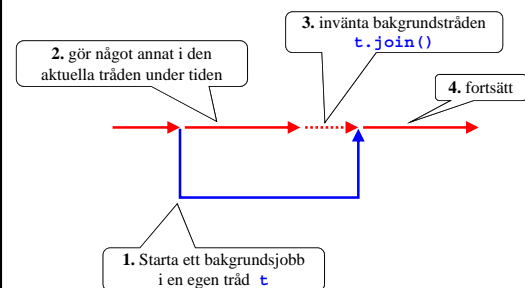 3. invänta bakgrundstråden
t.join()
2. gör något annat i den
aktuella tråden under tiden
4. fortsätt
1. Starta ett bakgrundsjobb
i en egen tråd t